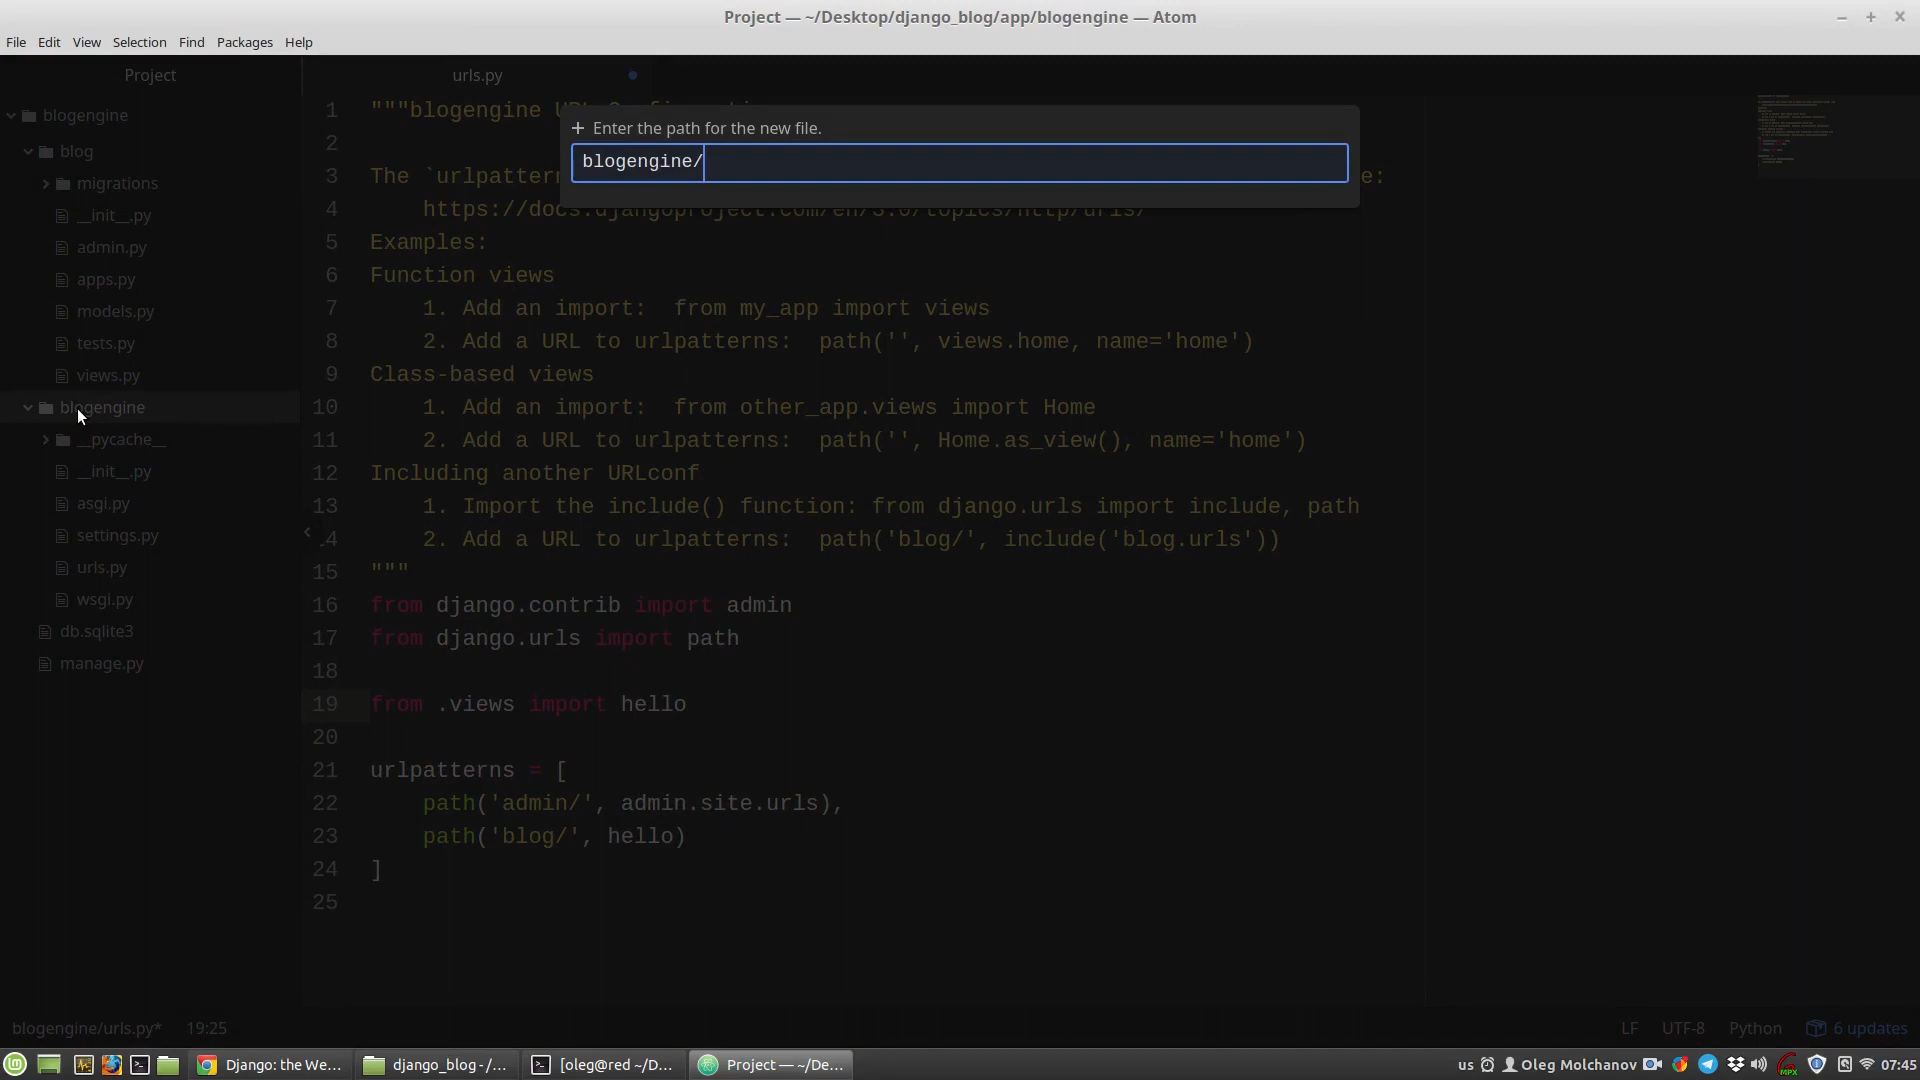 Project — ~/Desktop/django_blog/app/blogengine — Atom
File Edit View Selection Find Packages Help
Project
urls.py
blogengine
blog
migrations
__init__.py
admin.py
apps.py
models.py
tests.py
views.py
blogengine
__pycache__
__init__.py
asgi.py
settings.py
urls.py
wsgi.py
db.sqlite3
manage.py
Enter the path for the new file.
blogengine/
1 """blogengine
2
3 The `urlpatter e:
4 https://docs.djangoproject.com/en/3.0/topics/http/urls/
5 Examples:
6 Function views
7 1. Add an import:  from my_app import views
8 2. Add a URL to urlpatterns:  path('', views.home, name='home')
9 Class-based views
10 1. Add an import:  from other_app.views import Home
11 2. Add a URL to urlpatterns:  path('', Home.as_view(), name='home')
12 Including another URLconf
13 1. Import the include() function: from django.urls import include, path
14 2. Add a URL to urlpatterns:  path('blog/', include('blog.urls'))
15 """
16 from django.contrib import admin
17 from django.urls import path
18
19 from .views import hello
20
21 urlpatterns = [
22 path('admin/', admin.site.urls),
23 path('blog/', hello)
24 ]
25
blogengine/urls.py* 19:25
LF UTF-8 Python 6 updates
Django: the We... django_blog - /... [oleg@red ~/D... Project — ~/De... us Oleg Molchanov 07:45